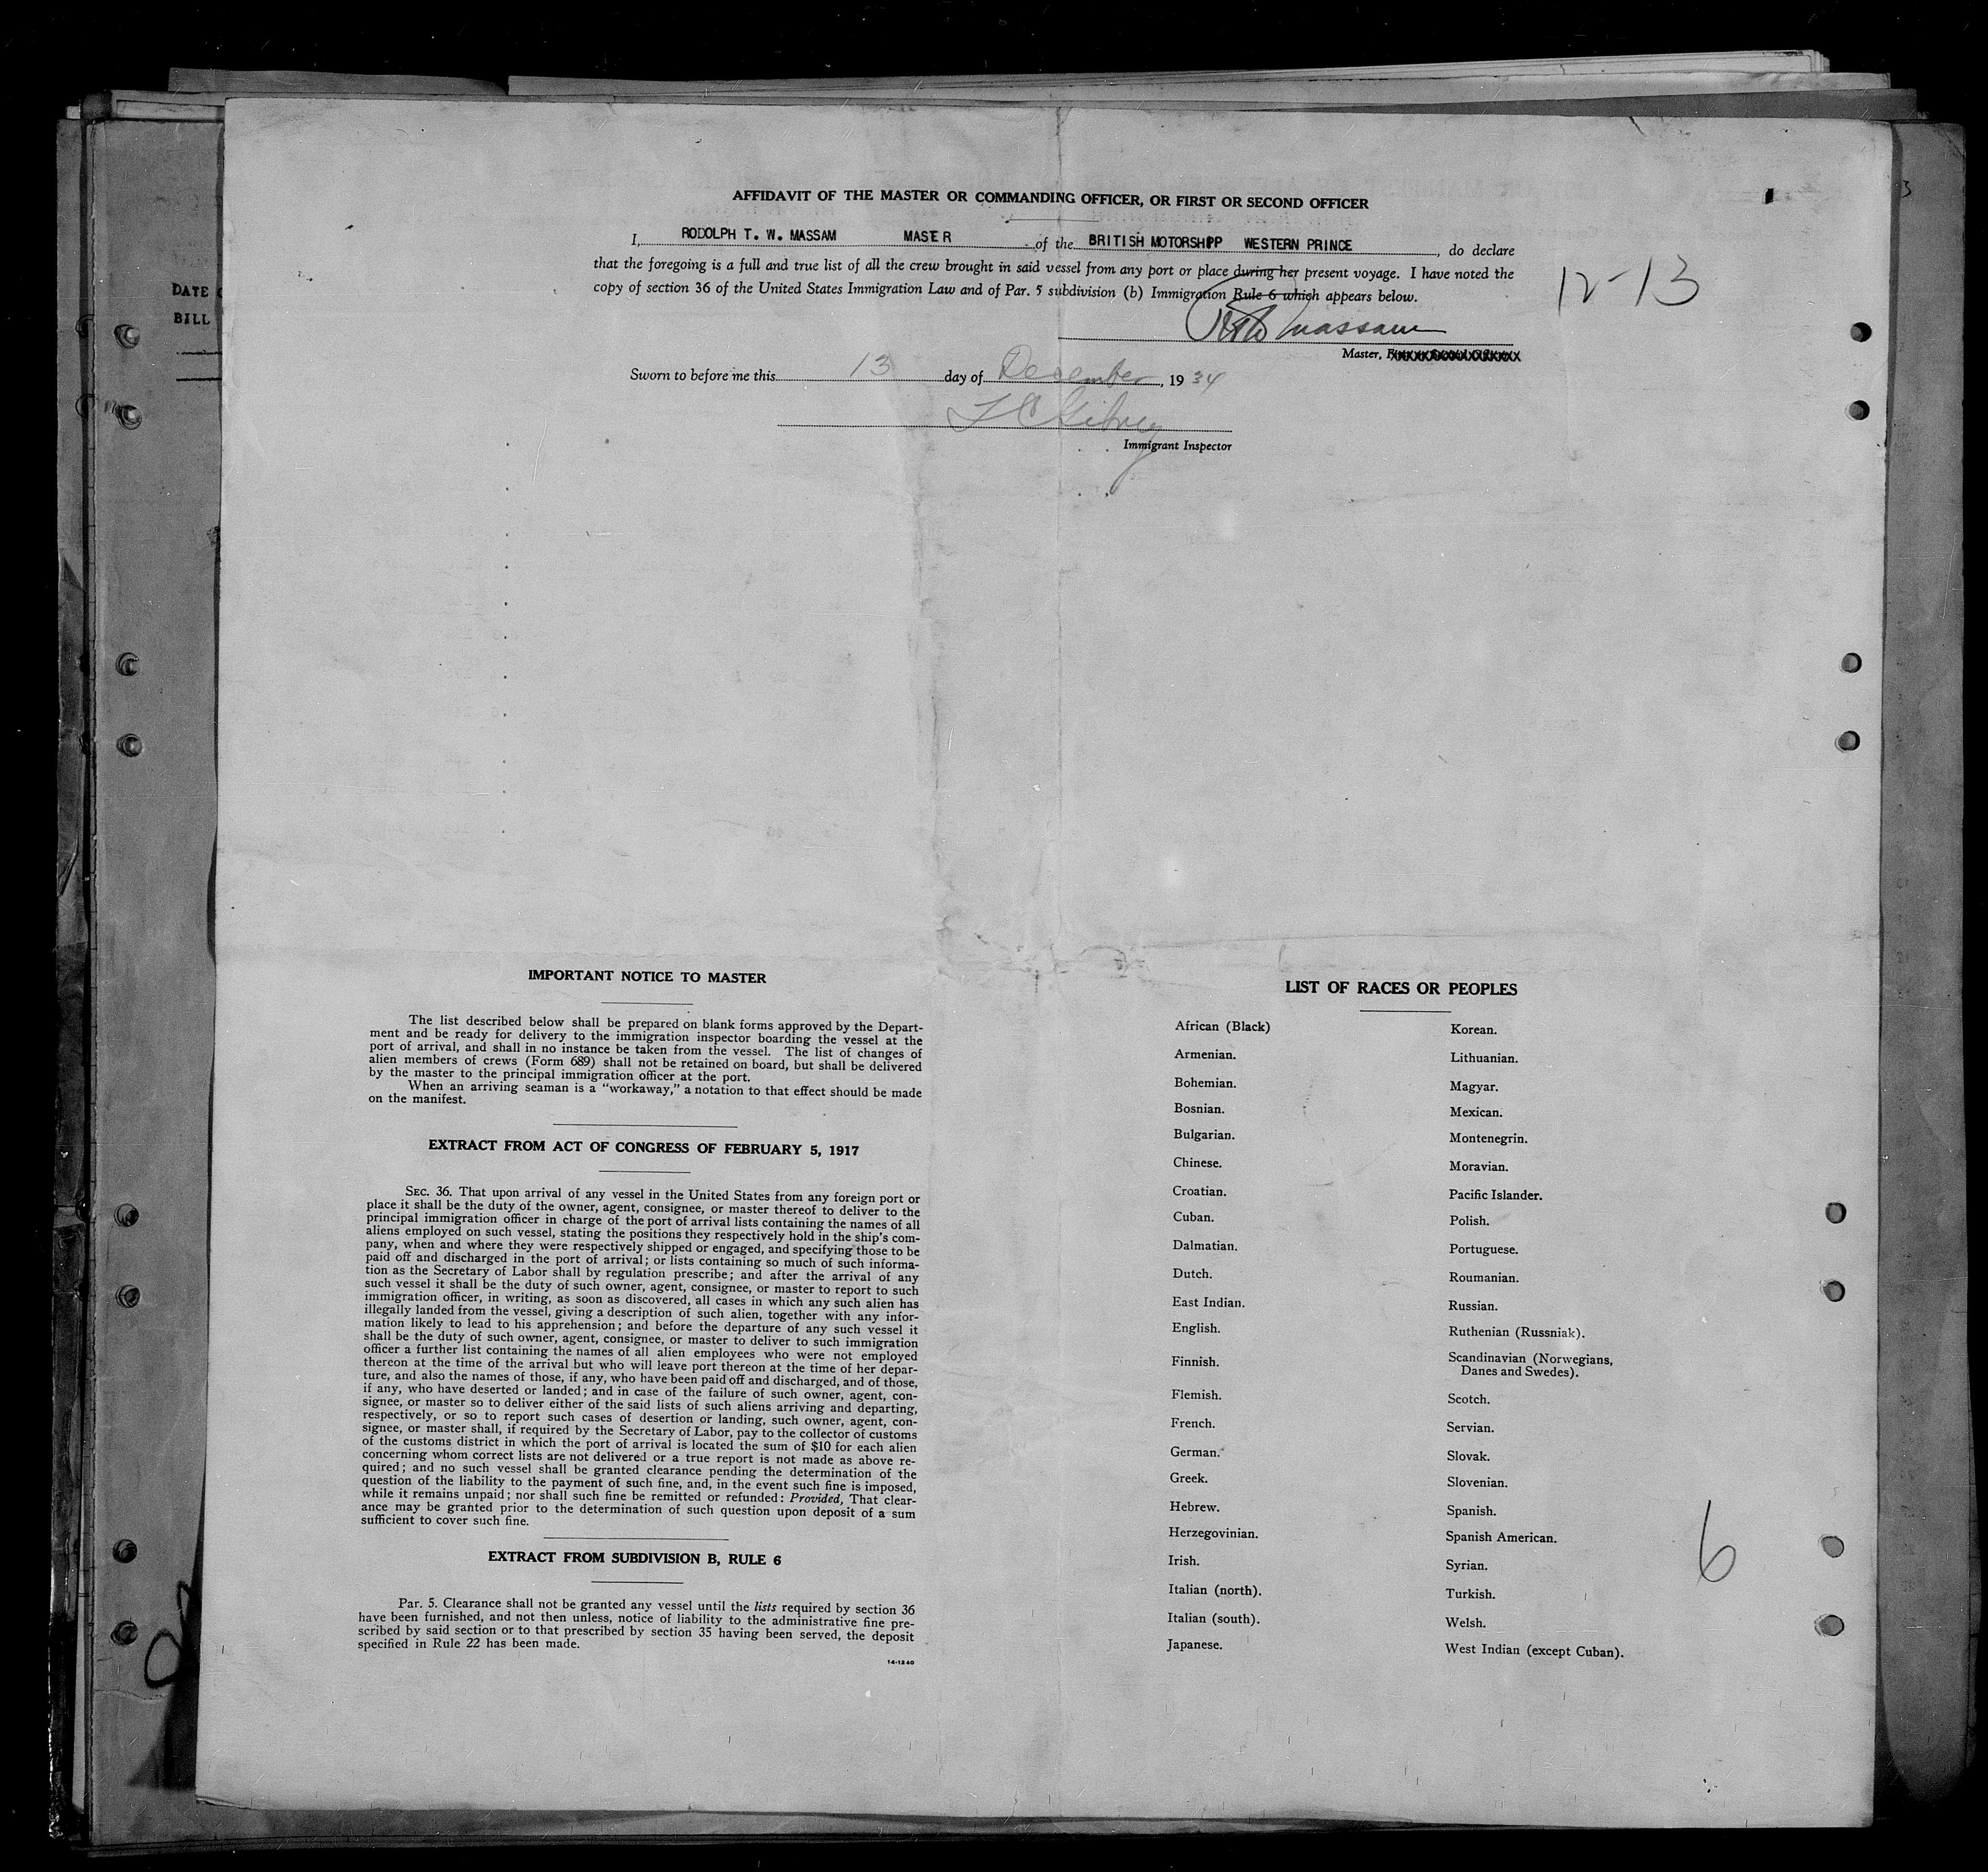 AFFIDAVIT OF THE MASTER OR COMMANDING OFFICER, OR FIRST OR SECOND OFFICER
I, RODOLPH T. W. MASSAM MASER of the BRITISH MOTORSHPP WESTERN PRINCE, do declare
that the foregoing is a full and true list of all the crew brought in said vessel from any port or place during her present voyage. I have noted the
copy of section 36 of the United States Immigration Law and of Par. 5 subdivision (b) Immigration Rule 6 which appears below.
12-13
Massam
Master,
Sworn to before me this 13 day of December, 1934
Immigrant Inspector
DATE
BILL
IMPORTANT NOTICE TO MASTER
The list described below shall be prepared on blank forms approved by the Depart-
ment and be ready for delivery to the immigration inspector boarding the vessel at the
port of arrival, and shall in no instance be taken from the vessel. The list of changes of
alien members of crews (Form 689) shall not be retained on board, but shall be delivered
by the master to the principal immigration officer at the port.
When an arriving seaman is a "workaway," a notation to that effect should be made
on the manifest.
EXTRACT FROM ACT OF CONGRESS OF FEBRUARY 5, 1917
SEC. 36. That upon arrival of any vessel in the United States from any foreign port or
place it shall be the duty of the owner, agent, consignee, or master thereof to deliver to the
principal immigration officer in charge of the port of arrival lists containing the names of all
aliens employed on such vessel, stating the positions they respectively hold in the ship's com-
pany, when and where they were respectively shipped or engaged, and specifying those to be
paid off and discharged in the port of arrival; or lists containing so much of such informa-
tion as the Secretary of Labor shall by regulation prescribe; and after the arrival of any
such vessel it shall be the duty of such owner, agent, consignee, or master to report to such
immigration officer, in writing, as soon as discovered, all cases in which any such alien has
illegally landed from the vessel, giving a description of such alien, together with any infor-
mation likely to lead to his apprehension; and before the departure of any such vessel it
shall be the duty of such owner, agent, consignee, or master to deliver to such immigration
officer a further list containing the names of all alien employees who were not employed
thereon at the time of the arrival but who will leave port thereon at the time of her depar-
ture, and also the names of those, if any, who have been paid off and discharged, and of those,
if any, who have deserted or landed; and in case of the failure of such owner, agent, con-
signee, or master so to deliver either of the said lists of such aliens arriving and departing,
respectively, or so to report such cases of desertion or landing, such owner, agent, con-
signee, or master shall, if required by the Secretary of Labor, pay to the collector of customs
of the customs district in which the port of arrival is located the sum of $10 for each alien
concerning whom correct lists are not delivered or a true report is not made as above re-
quired; and no such vessel shall be granted clearance pending the determination of the
question of the liability to the payment of such fine, and, in the event such fine is imposed,
while it remains unpaid; nor shall such fine be remitted or refunded: Provided, That clear-
ance may be granted prior to the determination of such question upon deposit of a sum
sufficient to cover such fine.
EXTRACT FROM SUBDIVISION B, RULE 6
Par. 5. Clearance shall not be granted any vessel until the lists required by section 36
have been furnished, and not then unless, notice of liability to the administrative fine pre-
scribed by said section or to that prescribed by section 35 having been served, the deposit
specified in Rule 22 has been made.
14-1240
LIST OF RACES OR PEOPLES
African (Black)
Armenian.
Bohemian.
Bosnian.
Bulgarian.
Chinese.
Croatian.
Cuban.
Dalmatian.
Dutch.
East Indian.
English.
Finnish.
Flemish.
French.
German.
Greek.
Hebrew.
Herzegovinian.
Irish.
Italian (north).
Italian (south).
Japanese.
Korean.
Lithuanian.
Magyar.
Mexican.
Montenegrin.
Moravian.
Pacific Islander.
Polish.
Portuguese.
Roumanian.
Russian.
Ruthenian (Russniak).
Scandinavian (Norwegians,
Danes and Swedes).
Scotch.
Servian.
Slovak.
Slovenian.
Spanish.
Spanish American.
Syrian.
Turkish.
Welsh.
West Indian (except Cuban).
6